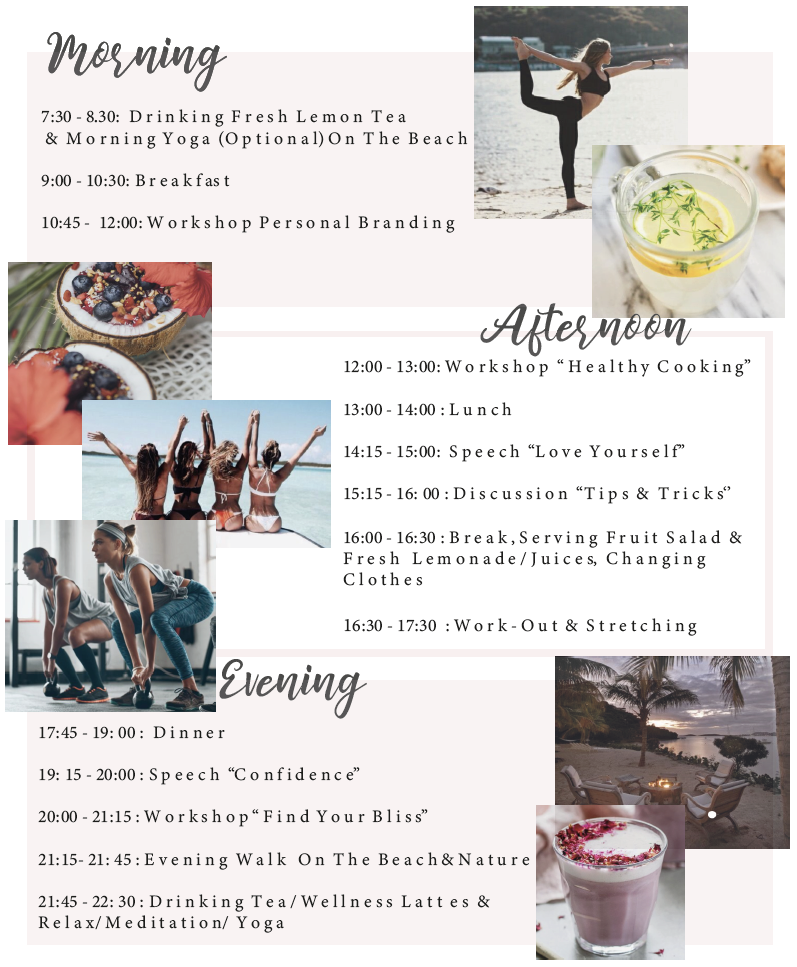 Morning
7:30 - 8.30: Drinking Fresh Lemon Tea
& Morning Yoga (Optional) On The Beach
9:00 - 10:30: Breakfast
10:45 - 12:00: Workshop Personal Branding
Afternoon
12:00 - 13:00: Workshop “Healthy Cooking”
13:00 - 14:00 : Lunch
14:15 - 15:00: Speech “Love Yourself”
15:15 - 16: 00 : Discussion “Tips & Tricks‘’
16:00 - 16:30 : Break, Serving Fruit Salad &
Fresh Lemonade/Juices, Changing
Clothes
16:30 - 17:30 : Work-Out & Stretching
Evening
17:45 - 19: 00 : Dinner
19: 15 - 20:00 : Speech “Confidence”
20:00 - 21:15 : Workshop “Find Your Bliss”
21:15- 21: 45 : Evening Walk On The Beach&Nature
21:45 - 22: 30 : Drinking Tea/Wellness Lattes &
Relax/Meditation/ Yoga